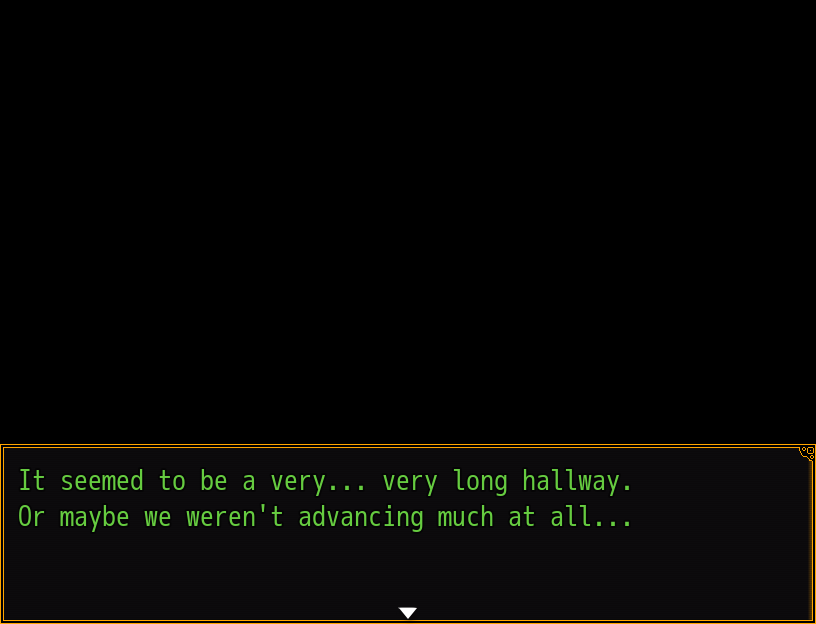 It seemed to be a very... very long hallway.
Or maybe we weren't advancing much at all...